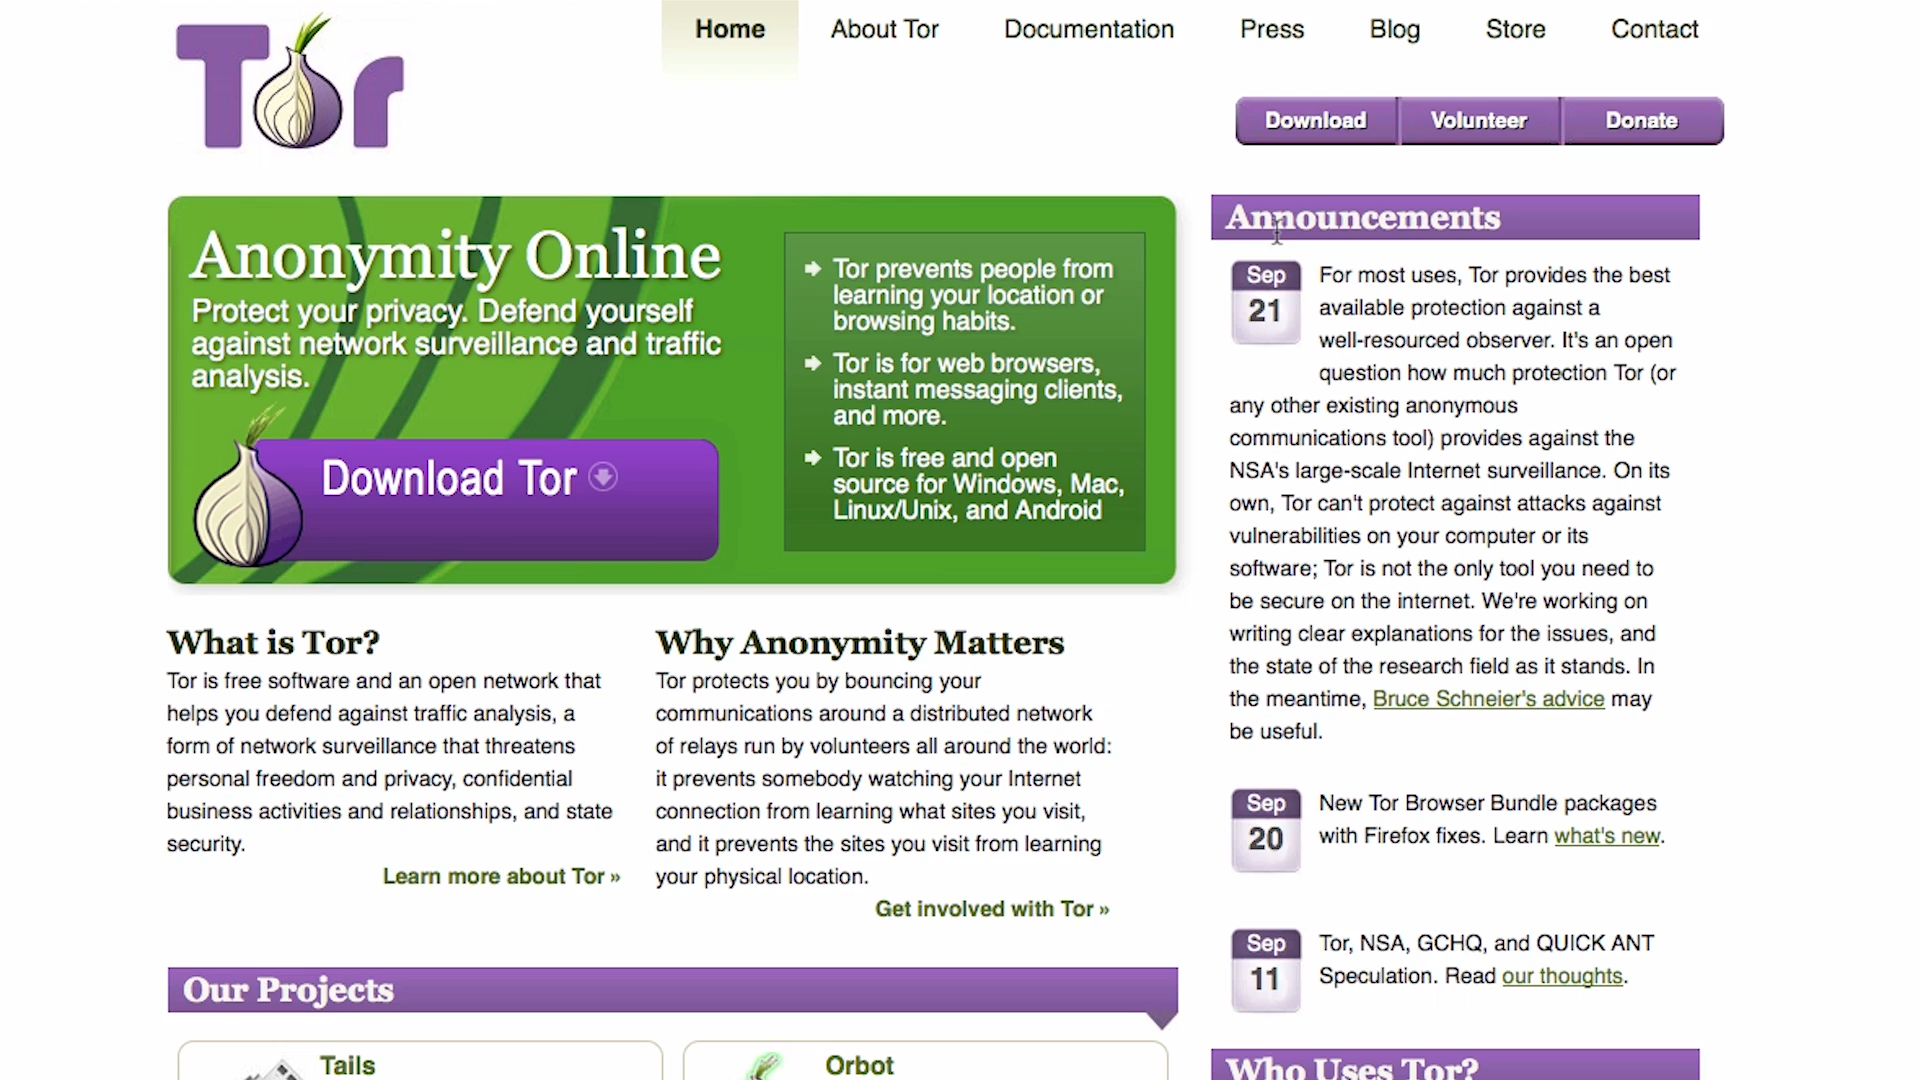 Tor
Home
About Tor
Documentation
Press
Blog
Store
Contact
Download
Volunteer
Donate
Anonymity Online
Protect your privacy. Defend yourself
against network surveillance and traffic
analysis.
Download Tor
Tor prevents people from
learning your location or
browsing habits.
Tor is for web browsers,
instant messaging clients,
and more.
Tor is free and open
source for Windows, Mac,
Linux/Unix, and Android
What is Tor?
Tor is free software and an open network that
helps you defend against traffic analysis, a
form of network surveillance that threatens
personal freedom and privacy, confidential
business activities and relationships, and state
security.
Learn more about Tor »
Why Anonymity Matters
Tor protects you by bouncing your
communications around a distributed network
of relays run by volunteers all around the world:
it prevents somebody watching your Internet
connection from learning what sites you visit,
and it prevents the sites you visit from learning
your physical location.
Get involved with Tor »
Our Projects
Tails
Orbot
Announcements
Sep
21
For most uses, Tor provides the best
available protection against a
well-resourced observer. It's an open
question how much protection Tor (or
any other existing anonymous
communications tool) provides against the
NSA's large-scale Internet surveillance. On its
own, Tor can't protect against attacks against
vulnerabilities on your computer or its
software; Tor is not the only tool you need to
be secure on the internet. We're working on
writing clear explanations for the issues, and
the state of the research field as it stands. In
the meantime, Bruce Schneier's advice may
be useful.
Sep
20
New Tor Browser Bundle packages
with Firefox fixes. Learn what's new.
Sep
11
Tor, NSA, GCHQ, and QUICK ANT
Speculation. Read our thoughts.
Who Uses Tor?